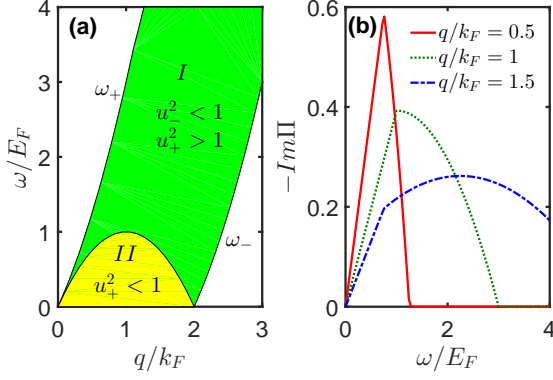 (a)
4
3
2
1
0
ω/E_F
ω_+
I
u_-^2 < 1
u_+^2 > 1
ω_-
II
u_+^2 < 1
0 1 2 3
q/k_F
(b)
0.6
0.4
0.2
0
-ImΠ
q/k_F = 0.5
q/k_F = 1
q/k_F = 1.5
0 2 4
ω/E_F